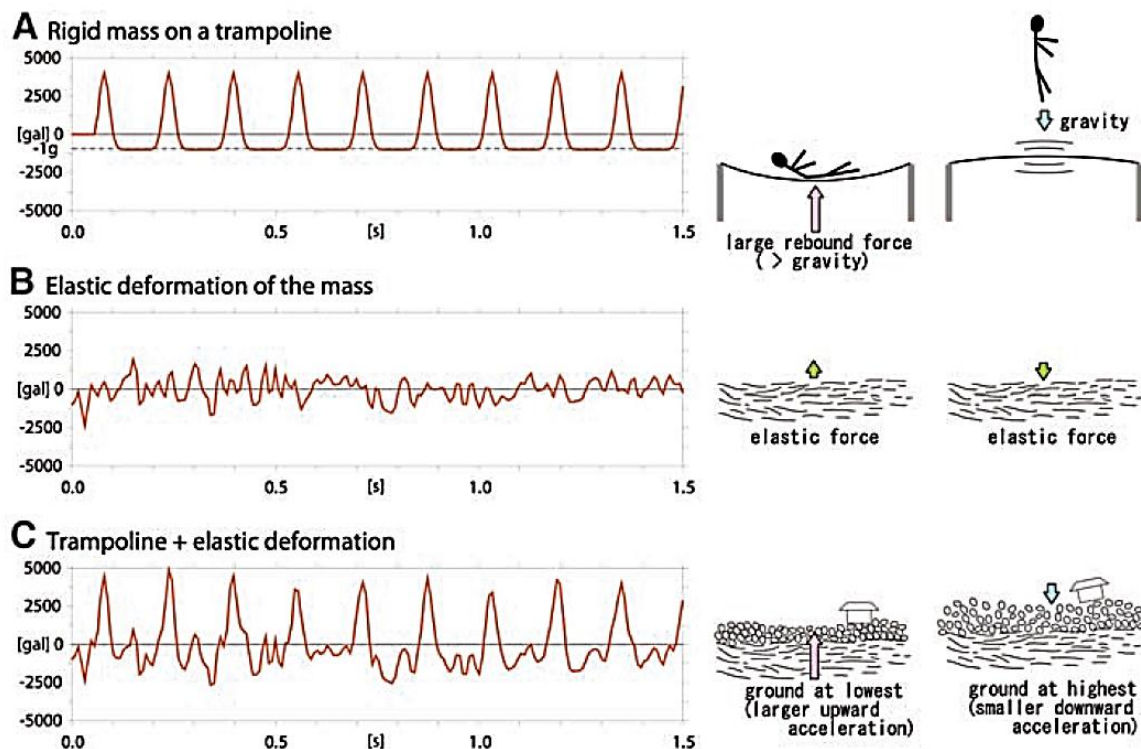 A Rigid mass on a trampoline
5000
2500
[gal] 0
-1g
-2500
-5000
0.0 0.5 [s] 1.0 1.5
gravity
large rebound force
( > gravity)
B Elastic deformation of the mass
5000
2500
[gal] 0
-2500
-5000
0.0 0.5 [s] 1.0 1.5
elastic force
elastic force
C Trampoline + elastic deformation
5000
2500
[gal] 0
-2500
-5000
0.0 0.5 [s] 1.0 1.5
ground at lowest
(larger upward
acceleration)
ground at highest
(smaller downward
acceleration)